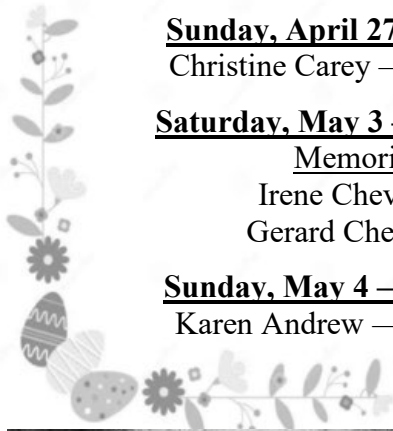 Sunday, April 27
Christine Carey –
Saturday, May 3
Memori
Irene Chev
Gerard Che
Sunday, May 4 –
Karen Andrew –